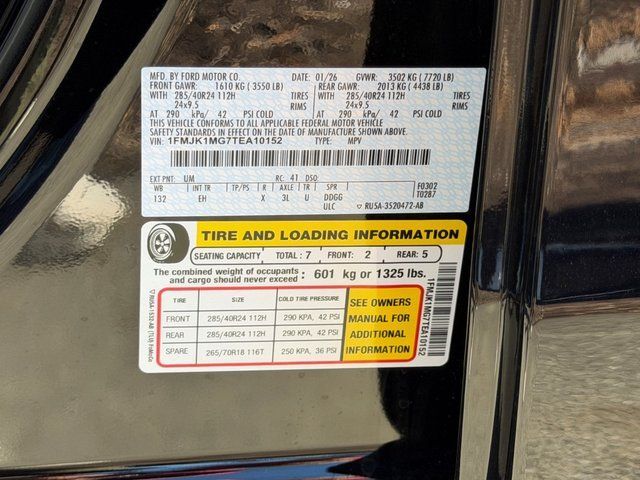 MFD. BY FORD MOTOR CO. DATE: 01/26 GVWR: 3502 KG ( 7720 LB)
FRONT GAWR: 1610 KG ( 3550 LB) REAR GAWR: 2013 KG ( 4438 LB)
WITH 285/40R24 112H TIRES WITH 285/40R24 112H TIRES
24x9.5 RIMS 24x9.5 RIMS
AT 290 kPa/ 42 PSI COLD AT 290 kPa/ 42 PSI COLD
THIS VEHICLE CONFORMS TO ALL APPLICABLE FEDERAL MOTOR VEHICLE
SAFETY STANDARDS IN EFFECT ON THE DATE OF MANUFACTURE SHOWN ABOVE.
VIN: 1FMJK1MG7TEA10152 TYPE: MPV
EXT PNT: UM RC: 41 DSO:
WB INT TR TP/PS R AXLE TR SPR F0302
132 EH X 3L U DDGG T0287
ULC ▽ RU5A-3520472-AB
TIRE AND LOADING INFORMATION
SEATING CAPACITY TOTAL: 7 FRONT: 2 REAR: 5
The combined weight of occupants and cargo should never exceed : 601 kg or 1325 lbs.
TIRE SIZE COLD TIRE PRESSURE
FRONT 285/40R24 112H 290 KPA, 42 PSI
REAR 285/40R24 112H 290 KPA, 42 PSI
SPARE 265/70R18 116T 250 KPA, 36 PSI
SEE OWNERS
MANUAL FOR
ADDITIONAL
INFORMATION
1FMJK1MG7TEA10152